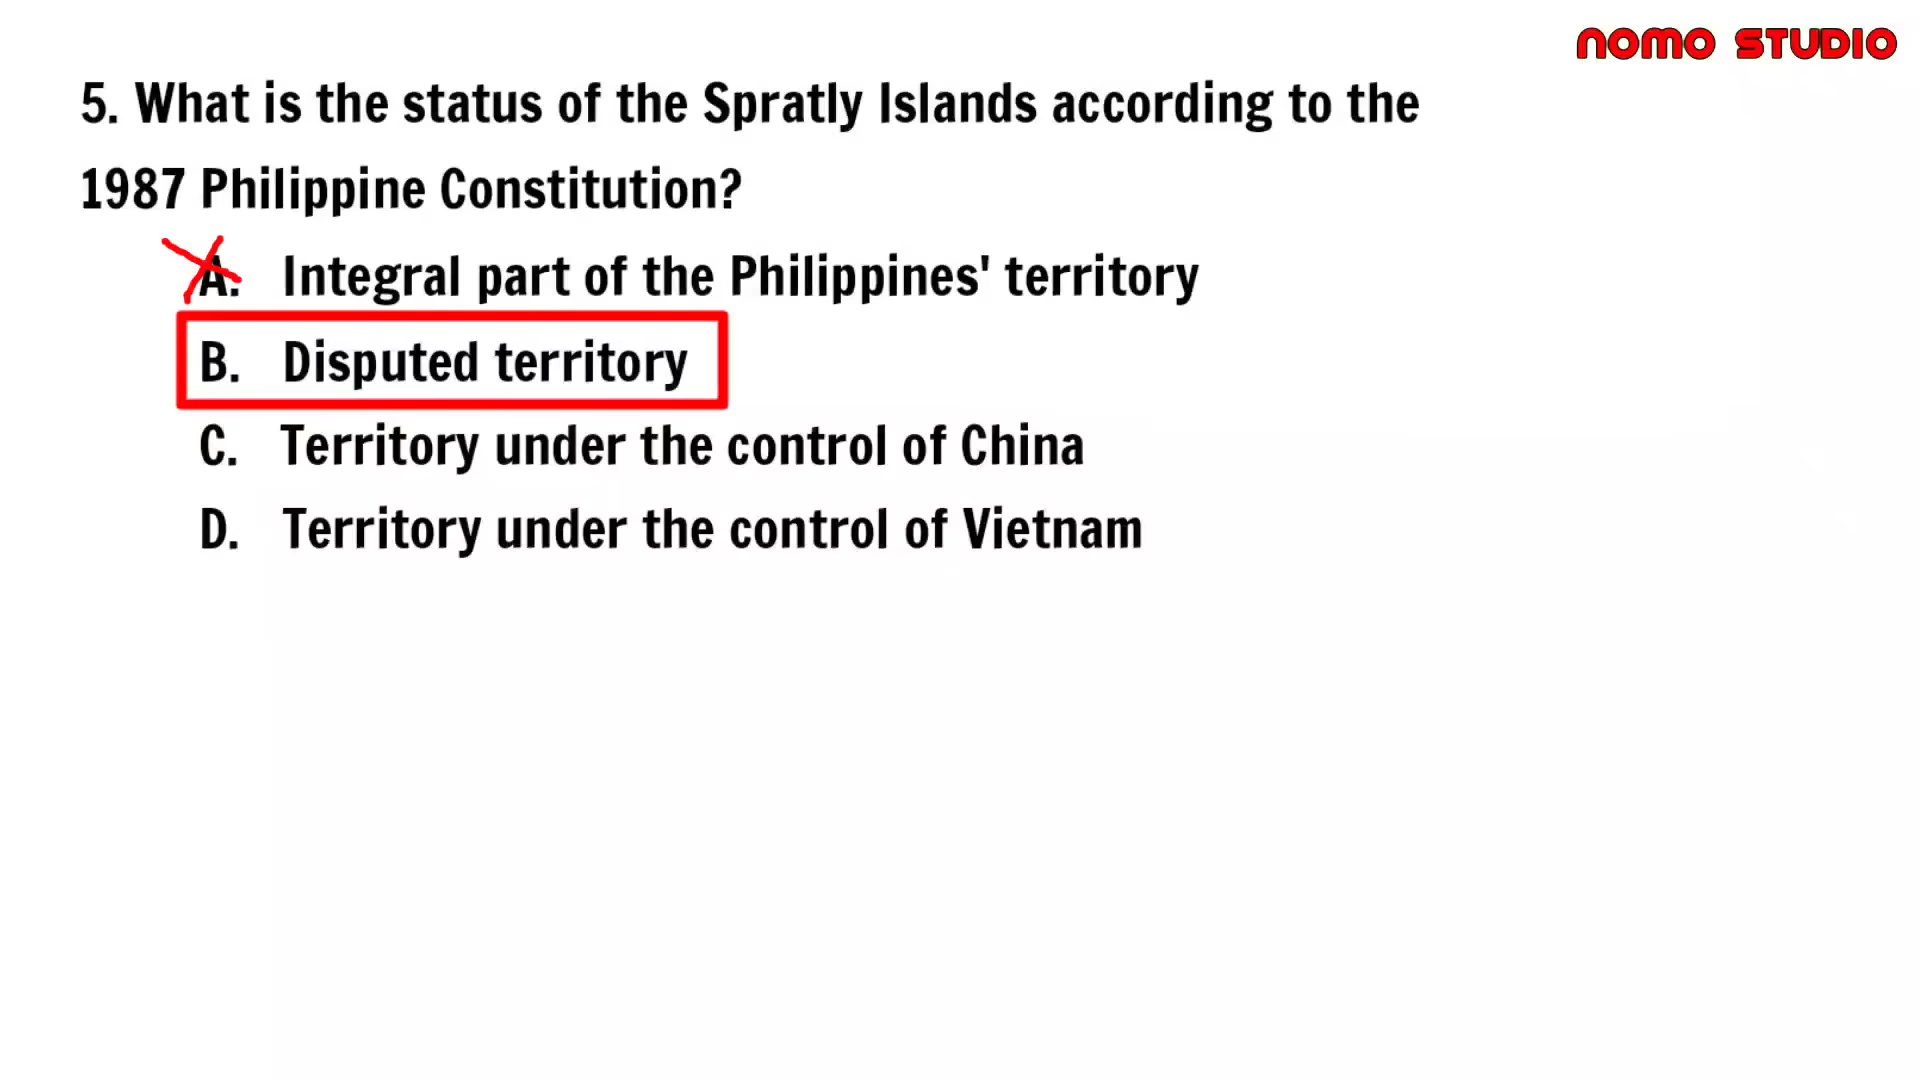 NOMO STUDIO
5. What is the status of the Spratly Islands according to the
1987 Philippine Constitution?
A. Integral part of the Philippines' territory
B. Disputed territory
C. Territory under the control of China
D. Territory under the control of Vietnam